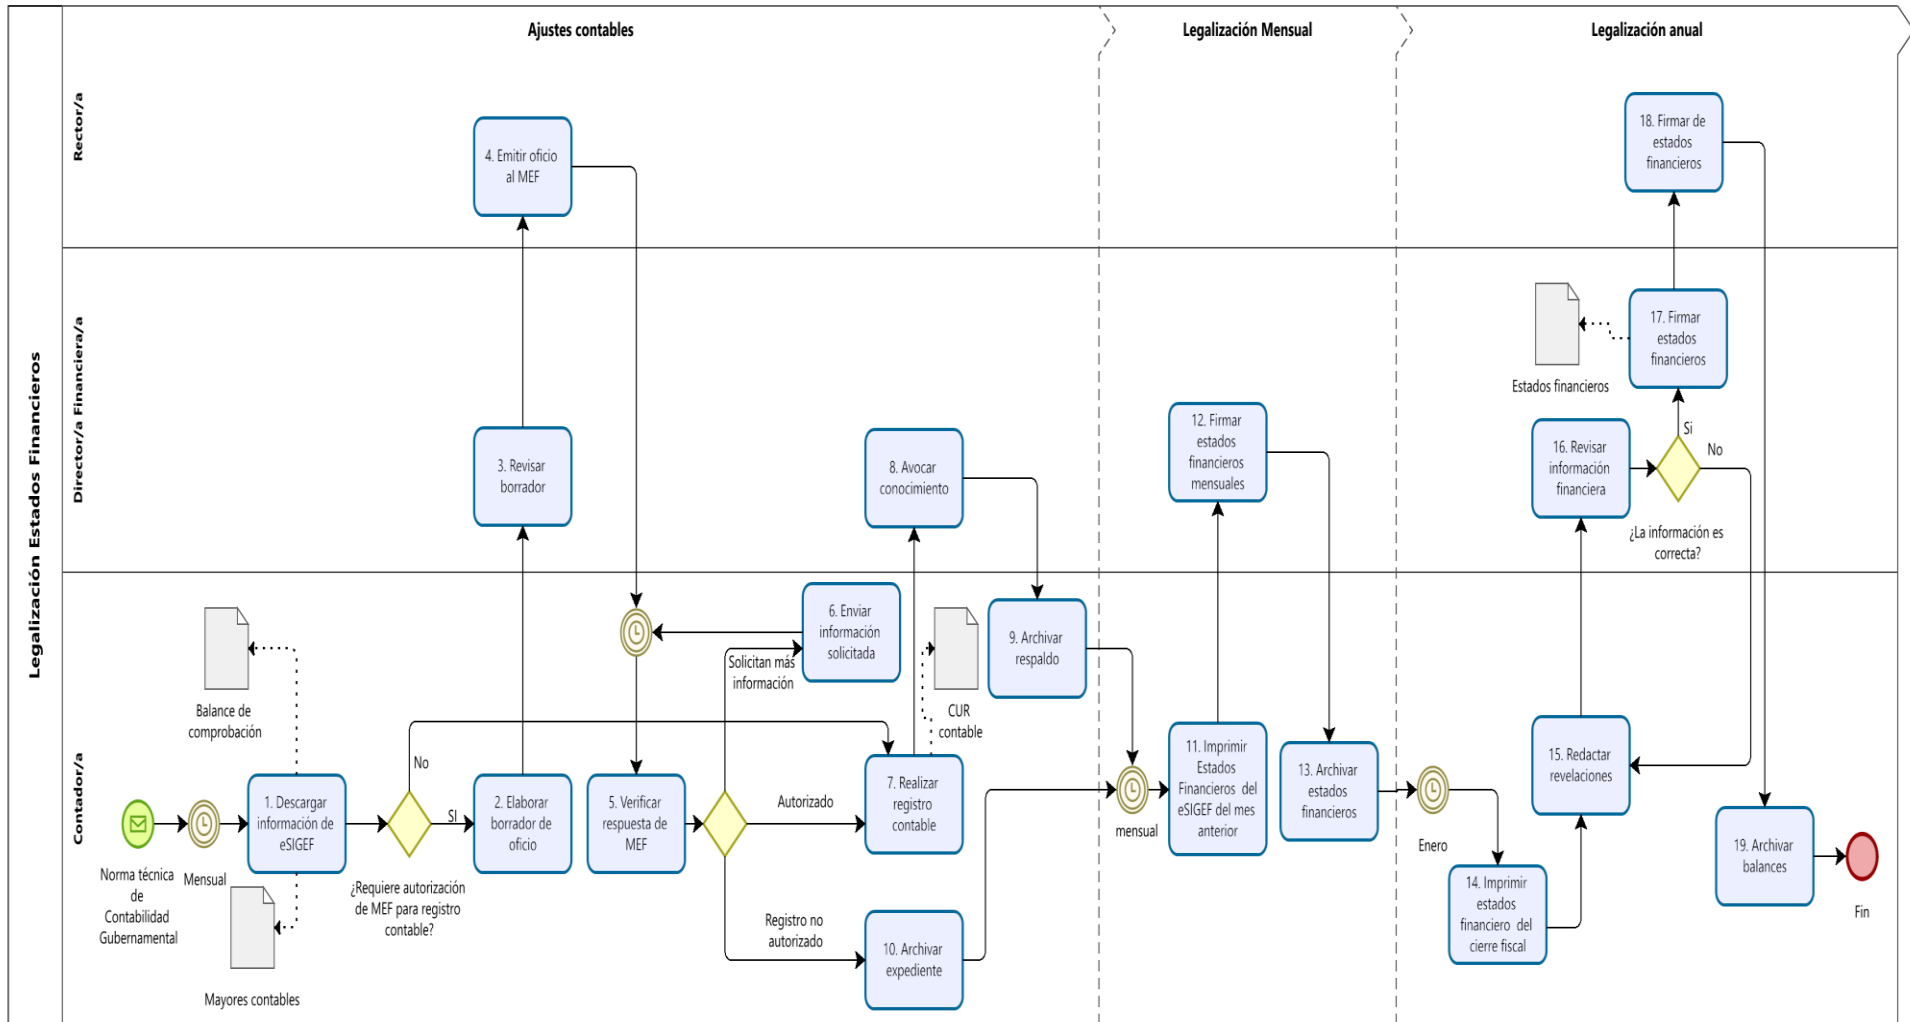 Legalización Estados Financieros
Ajustes contables
Legalización Mensual
Legalización anual
Rector/a
4. Emitir oficio
al MEF
18. Firmar de
estados
financieros
Director/a Financiera/a
3. Revisar
borrador
8. Avocar
conocimiento
12. Firmar
estados
financieros
mensuales
Estados financieros
17. Firmar
estados
financieros
16. Revisar
información
financiera
Si
No
¿La información es
correcta?
Contador/a
Norma técnica
de
Contabilidad
Gubernamental
Mensual
Balance de
comprobación
1. Descargar
información de
eSIGEF
Mayores contables
¿Requiere autorización
de MEF para registro
contable?
No
SI
2. Elaborar
borrador de
oficio
5. Verificar
respuesta de
MEF
Solicitan más
información
6. Enviar
información
solicitada
Autorizado
7. Realizar
registro
contable
CUR
contable
Registro no
autorizado
10. Archivar
expediente
9. Archivar
respaldo
mensual
11. Imprimir
Estados
Financieros del
eSIGEF del mes
anterior
13. Archivar
estados
financieros
Enero
14. Imprimir
estados
financiero del
cierre fiscal
15. Redactar
revelaciones
19. Archivar
balances
Fin